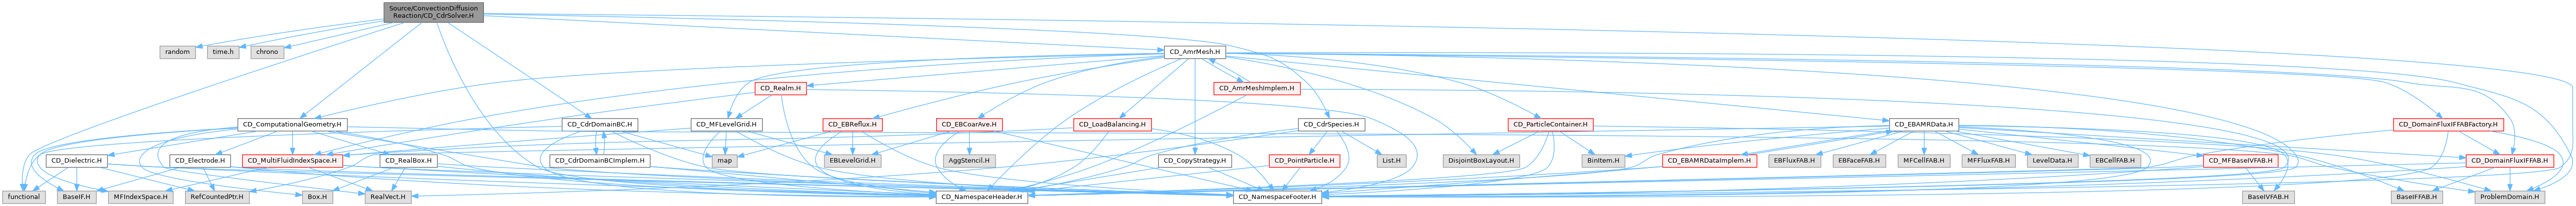 Source/ConvectionDiffusion
Reaction/CD_CdrSolver.H
random
time.h
chrono
CD_AmrMesh.H
CD_Realm.H
CD_AmrMeshImplem.H
CD_ComputationalGeometry.H
CD_CdrDomainBC.H
CD_MFLevelGrid.H
CD_EBReflux.H
CD_EBCoarAve.H
CD_LoadBalancing.H
CD_CdrSpecies.H
CD_ParticleContainer.H
CD_EBAMRData.H
CD_DomainFluxIFFABFactory.H
CD_Dielectric.H
CD_Electrode.H
CD_MultiFluidIndexSpace.H
CD_RealBox.H
CD_CdrDomainBCImplem.H
map
EBLevelGrid.H
AggStencil.H
CD_CopyStrategy.H
CD_PointParticle.H
List.H
DisjointBoxLayout.H
BinItem.H
CD_EBAMRDataImplem.H
EBFluxFAB.H
EBFaceFAB.H
MFCellFAB.H
MFFluxFAB.H
LevelData.H
EBCellFAB.H
CD_MFBaseIVFAB.H
CD_DomainFluxIFFAB.H
functional
BaseIF.H
MFIndexSpace.H
RefCountedPtr.H
Box.H
RealVect.H
CD_NamespaceHeader.H
CD_NamespaceFooter.H
BaseIVFAB.H
BaseIFFAB.H
ProblemDomain.H